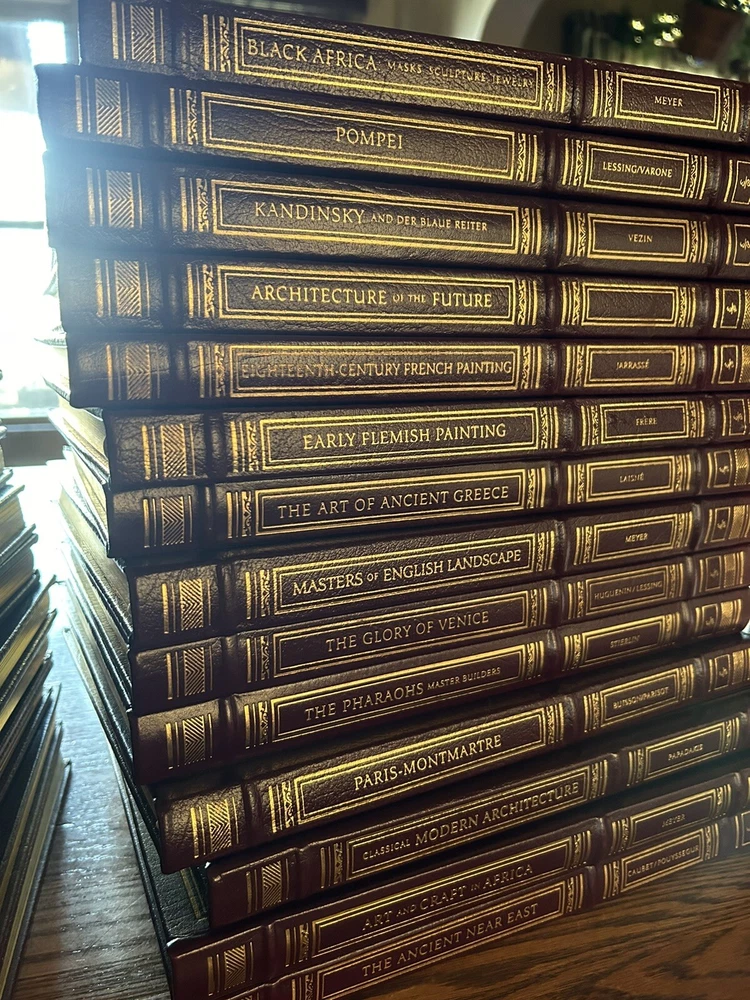 BLACK AFRICA MASKS SCULPTURE JEWELRY MEYER
POMPEI LESSING/VARONE
KANDINSKY AND DER BLAUE REITER VEZIN
ARCHITECTURE OF THE FUTURE
EIGHTEENTH-CENTURY FRENCH PAINTING JARRASSÉ
EARLY FLEMISH PAINTING FRÈRE
THE ART OF ANCIENT GREECE LAISNÉ
MASTERS OF ENGLISH LANDSCAPE MEYER
THE GLORY OF VENICE HUGUENIN/LESSING
THE PHARAOHS MASTER BUILDERS STIERLIN
PARIS-MONTMARTRE BUISSON/PARISOT
CLASSICAL MODERN ARCHITECTURE PAPADAKIS
ART AND CRAFT IN AFRICA MEYER
THE ANCIENT NEAR EAST CAUBET/POUYSSEGUR